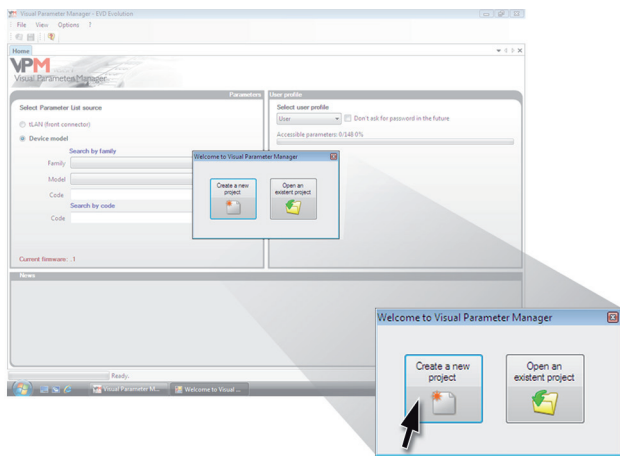 Visual Parameter Manager - EVD Evolution
File View Options ?
Home
VPM
Visual Parameter Manager
Parameters
User profile
Select Parameter List source
tLAN (front connector)
Device model
Search by family
Family
Model
Code
Search by code
Code
Current firmware: .1
Select user profile
User
Don't ask for password in the future
Accessible parameters: 0/148 0%
Welcome to Visual Parameter Manager
Create a new
project
Open an
existent project
News
Ready.
Visual Parameter M...
Welcome to Visual ...
Welcome to Visual Parameter Manager
Create a new
project
Open an
existent project